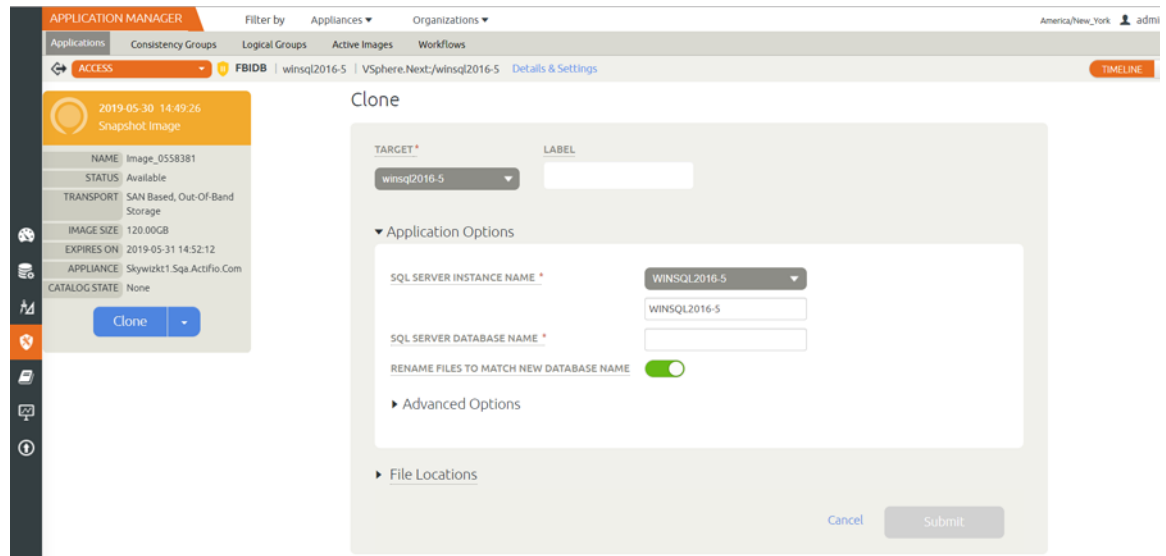 APPLICATION MANAGER
Filter by
Appliances
Organizations
America/New_York
admi
Applications
Consistency Groups
Logical Groups
Active Images
Workflows
ACCESS
FBIDB
winsql2016-5
VSphere.Next:/winsql2016-5
Details & Settings
TIMELINE
2019-05-30 14:49:26
Snapshot Image
NAME Image_0558381
STATUS Available
TRANSPORT SAN Based, Out-Of-Band
Storage
IMAGE SIZE 120.00GB
EXPIRES ON 2019-05-31 14:52:12
APPLIANCE Skywizkt1.Sqa.Actifio.Com
CATALOG STATE None
Clone
Clone
TARGET*
LABEL
winsql2016-5
Application Options
SQL SERVER INSTANCE NAME *
WINSQL2016-5
WINSQL2016-5
SQL SERVER DATABASE NAME *
RENAME FILES TO MATCH NEW DATABASE NAME
Advanced Options
File Locations
Cancel
Submit